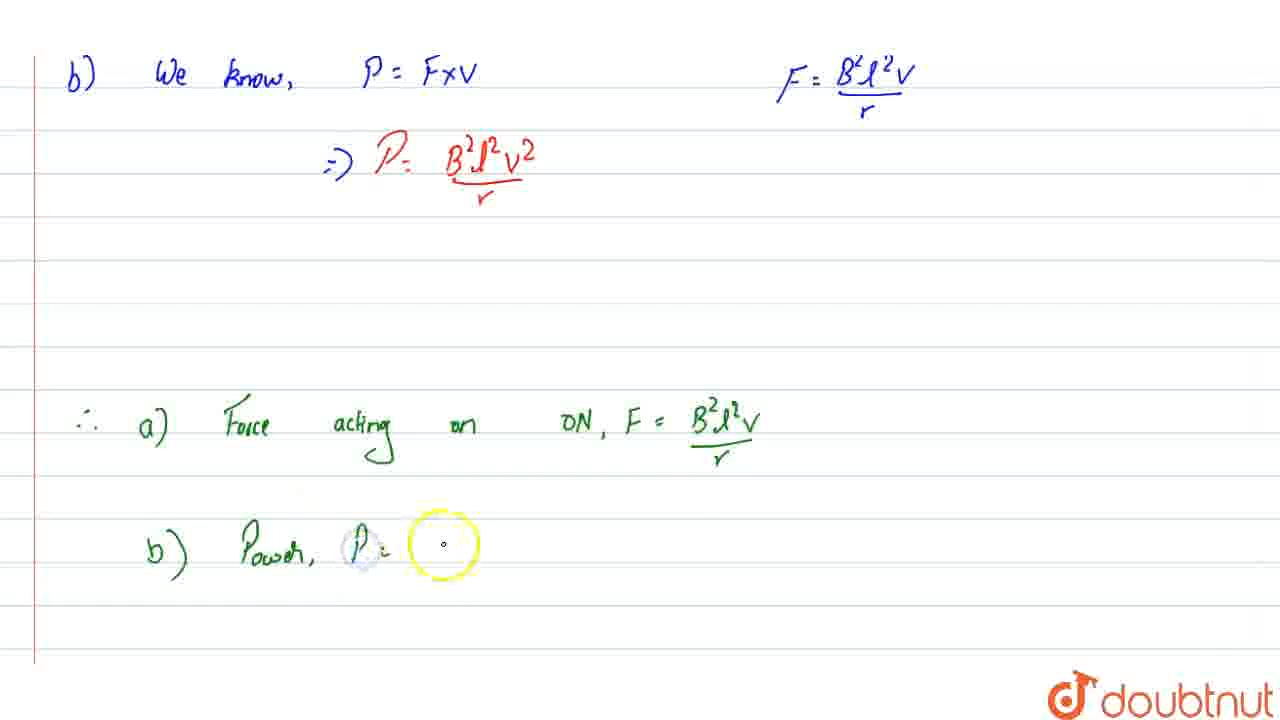 b) We know, P = F×V F = B²l²V/r
⇒ P = B²l²V²/r
∴ a) Force acting on ON, F = B²l²V/r
b) Power, P =
doubtnut